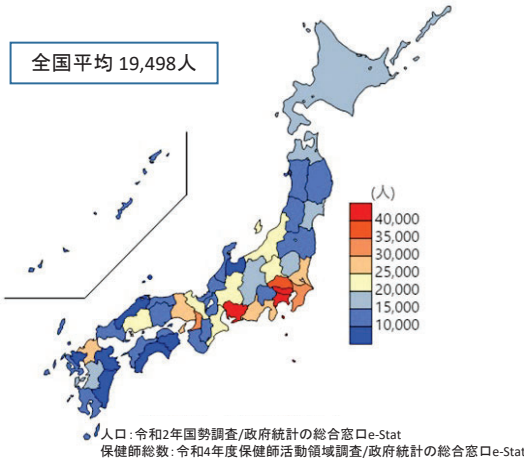 全国平均 19,498人
(人)
40,000
35,000
30,000
25,000
20,000
15,000
10,000
人口：令和2年国勢調査/政府統計の総合窓口e-Stat
保健師総数：令和4年度保健師活動領域調査/政府統計の総合窓口e-Stat